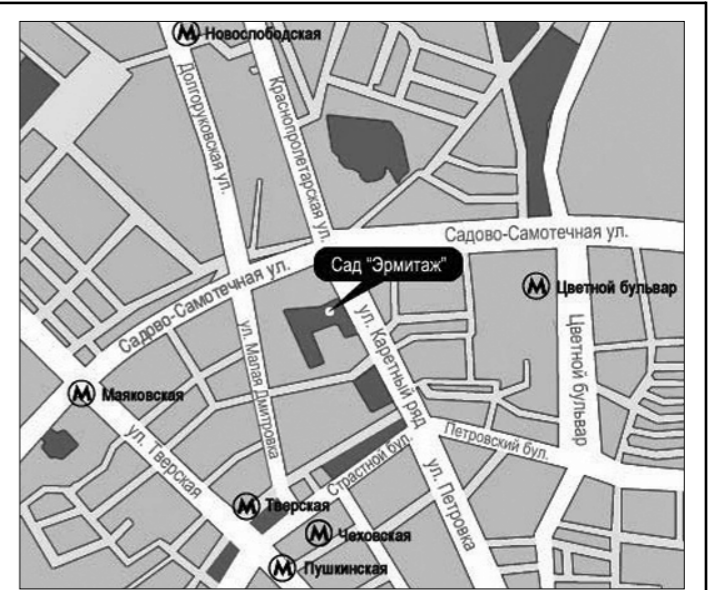 Новослободская
Долгоруковская ул.
Краснопролетарская ул.
Садово-Самотечная ул.
Сад "Эрмитаж"
Садово-Самотечная ул.
Цветной бульвар
Цветной бульвар
ул. Каретный ряд
ул. Малая Дмитровка
Маяковская
ул. Тверская
Петровский бул.
Страстной бул.
ул. Петровка
Тверская
Чеховская
Пушкинская